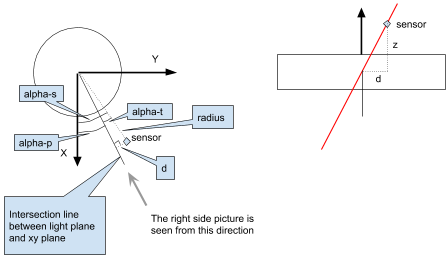 sensor
z
d
Y
alpha-s
alpha-t
radius
sensor
alpha-p
X
d
Intersection line
between light plane
and xy plane
The right side picture is
seen from this direction